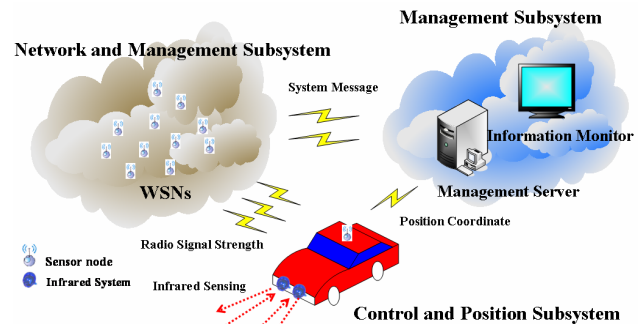 Management Subsystem
Network and Management Subsystem
System Message
Information Monitor
WSNs
Management Server
Position Coordinate
Radio Signal Strength
Sensor node
Infrared System
Infrared Sensing
Control and Position Subsystem